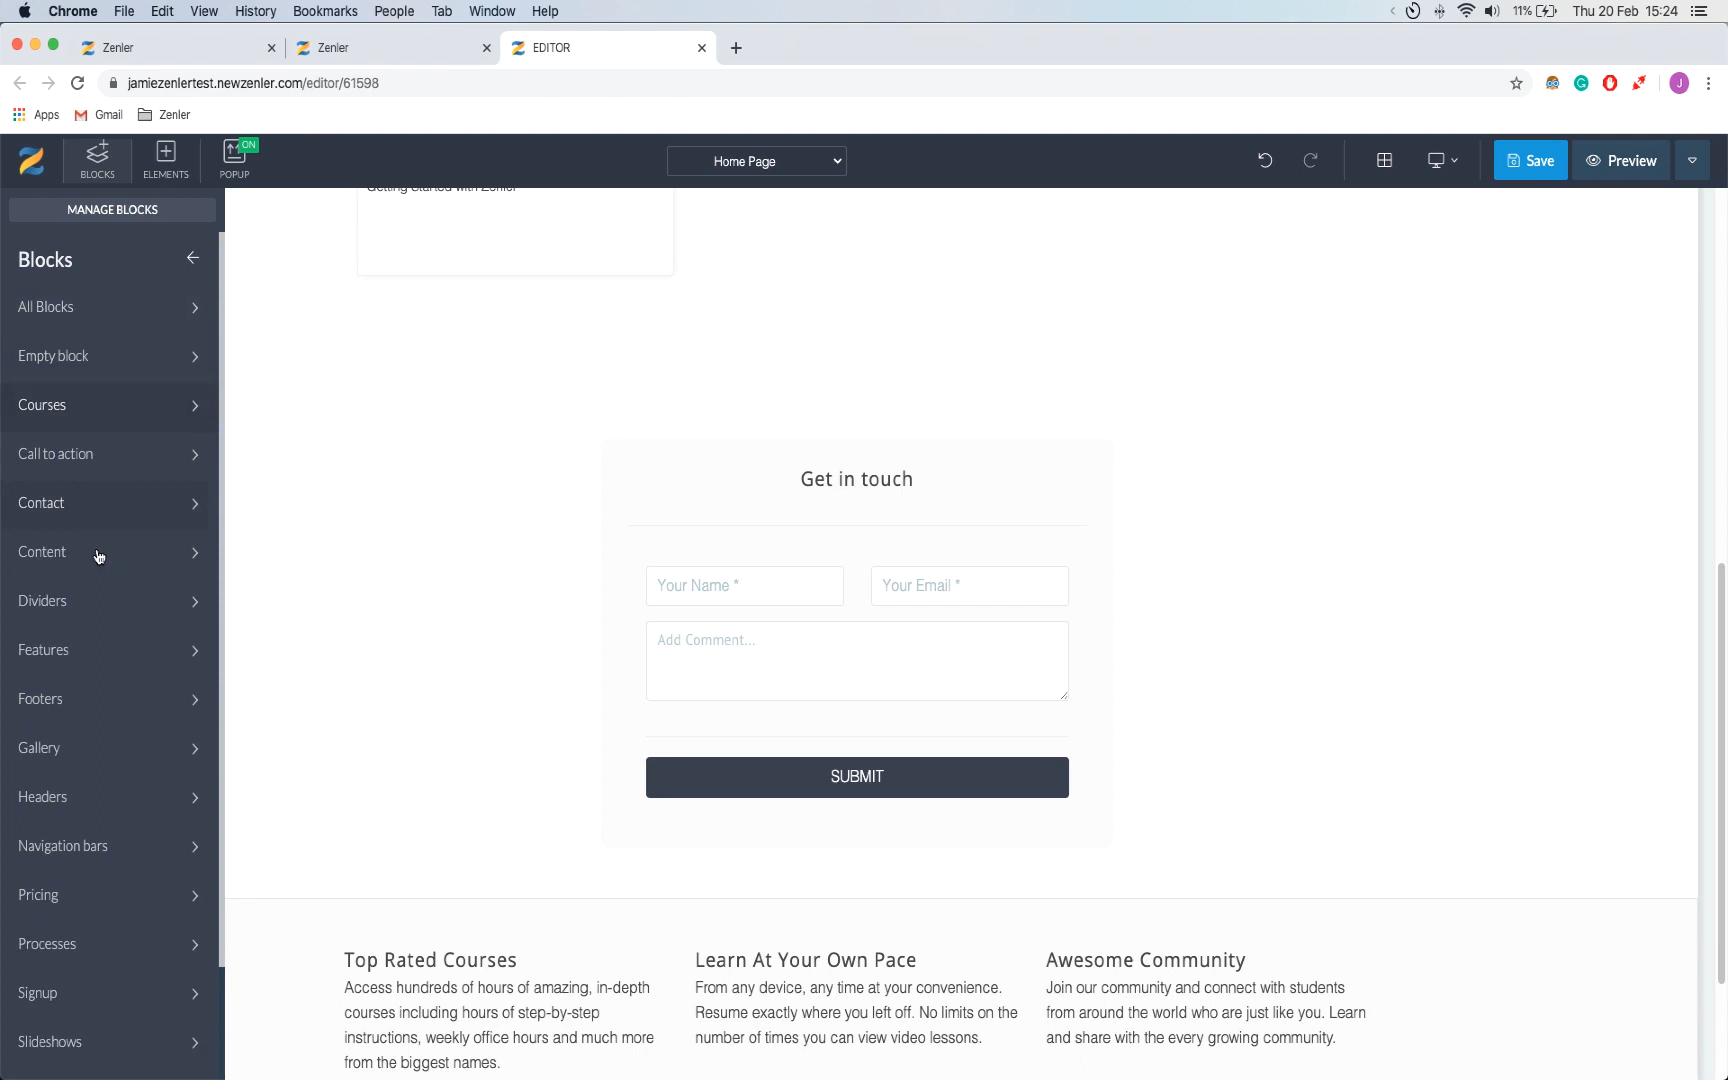 Chrome File Edit View History Bookmarks People Tab Window Help 11% Thu 20 Feb 15:24
Zenler Zenler EDITOR
jamiezenlertest.newzenler.com/editor/61598 J
Apps Gmail Zenler
BLOCKS ELEMENTS POPUP ON Home Page Save Preview
MANAGE BLOCKS
Getting Started with Zenler
Blocks
All Blocks
Empty block
Courses
Call to action
Contact
Content
Dividers
Features
Footers
Gallery
Headers
Navigation bars
Pricing
Processes
Signup
Slideshows
Get in touch
Your Name * Your Email *
Add Comment...
SUBMIT
Top Rated Courses
Access hundreds of hours of amazing, in-depth
courses including hours of step-by-step
instructions, weekly office hours and much more
from the biggest names.
Learn At Your Own Pace
From any device, any time at your convenience.
Resume exactly where you left off. No limits on the
number of times you can view video lessons.
Awesome Community
Join our community and connect with students
from around the world who are just like you. Learn
and share with the every growing community.